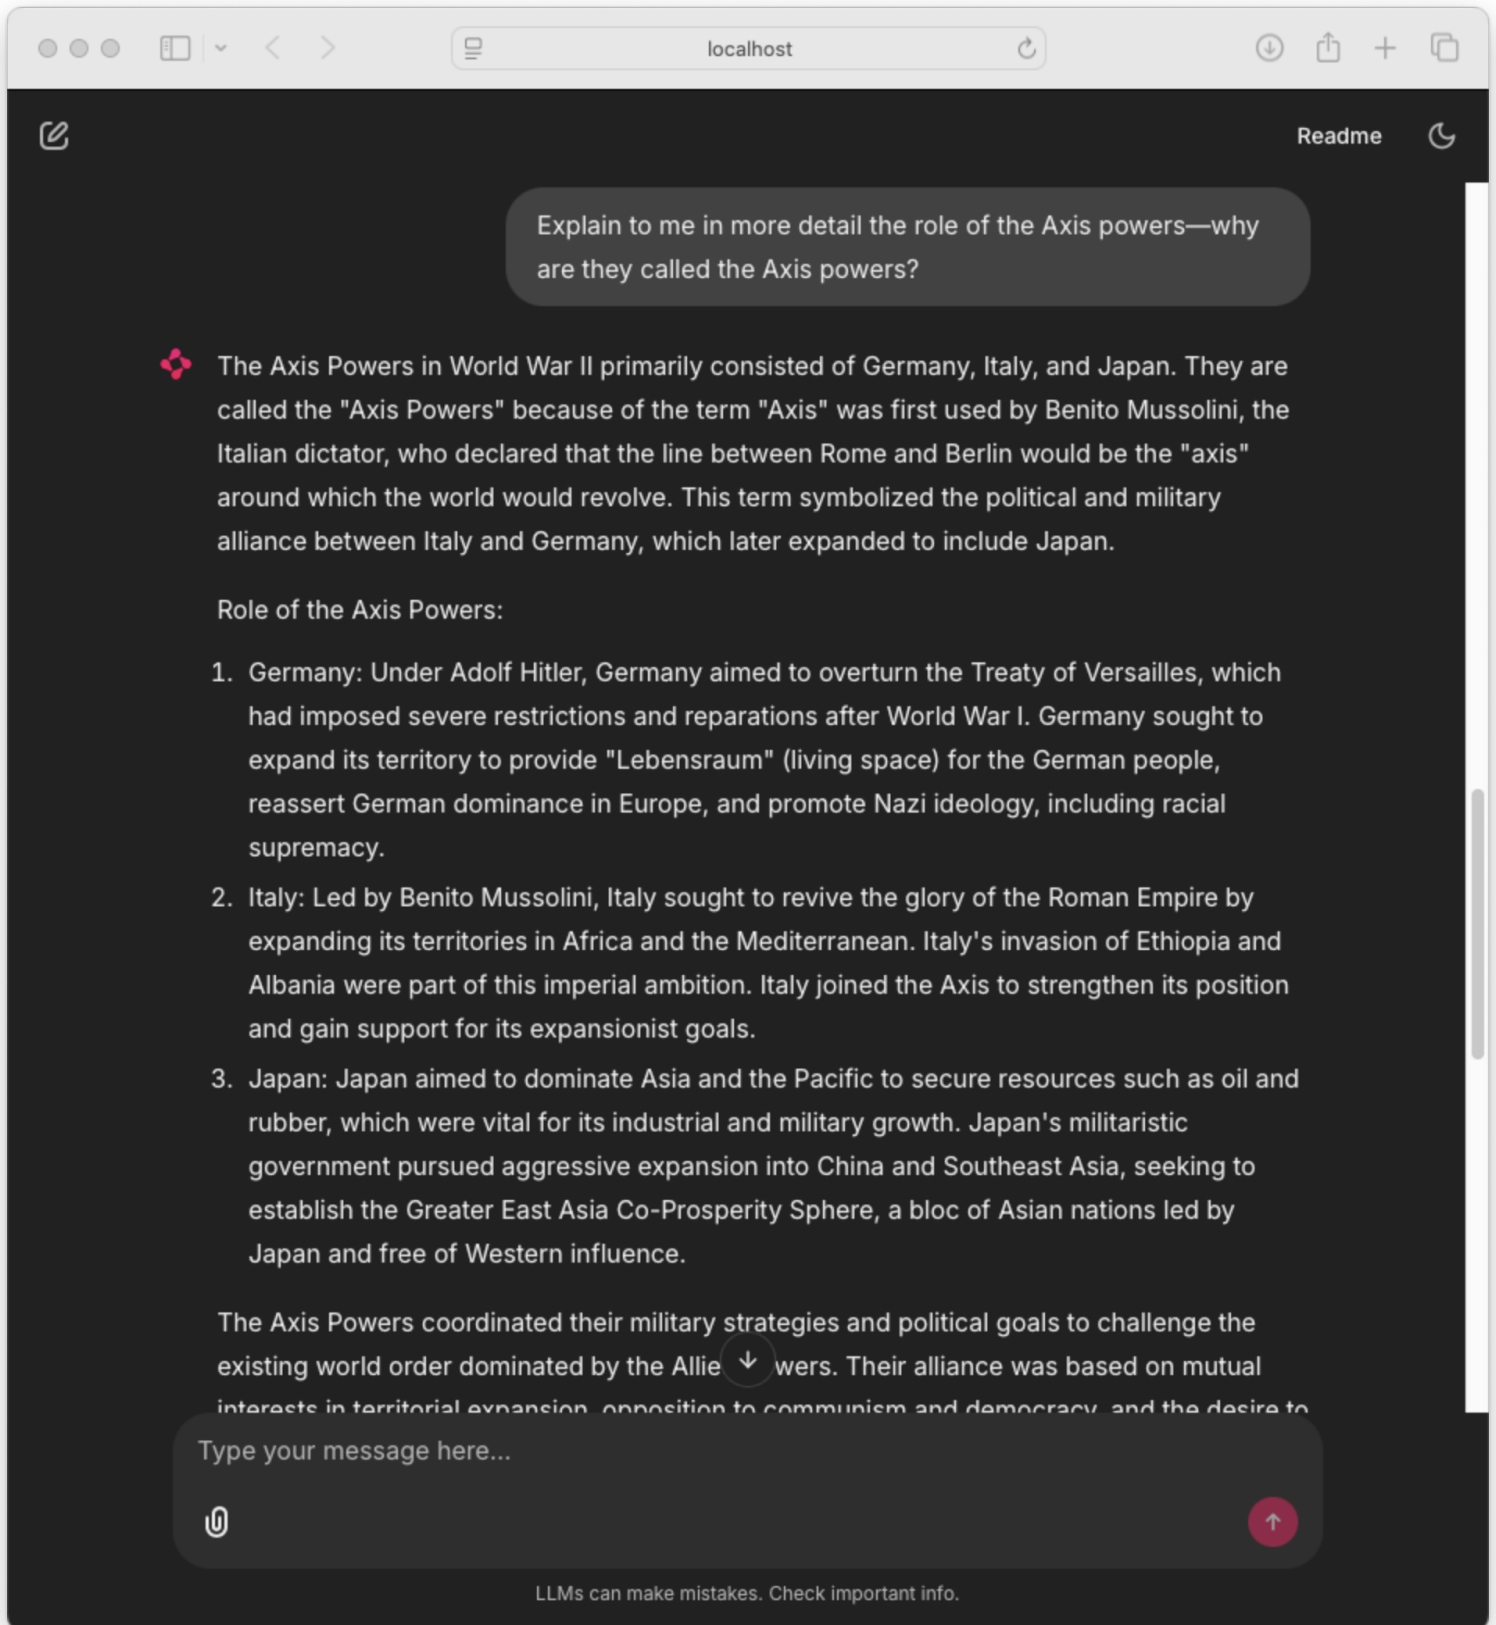 localhost
Readme
Explain to me in more detail the role of the Axis powers—why
are they called the Axis powers?
The Axis Powers in World War II primarily consisted of Germany, Italy, and Japan. They are
called the "Axis Powers" because of the term "Axis" was first used by Benito Mussolini, the
Italian dictator, who declared that the line between Rome and Berlin would be the "axis"
around which the world would revolve. This term symbolized the political and military
alliance between Italy and Germany, which later expanded to include Japan.
Role of the Axis Powers:
1. Germany: Under Adolf Hitler, Germany aimed to overturn the Treaty of Versailles, which
had imposed severe restrictions and reparations after World War I. Germany sought to
expand its territory to provide "Lebensraum" (living space) for the German people,
reassert German dominance in Europe, and promote Nazi ideology, including racial
supremacy.
2. Italy: Led by Benito Mussolini, Italy sought to revive the glory of the Roman Empire by
expanding its territories in Africa and the Mediterranean. Italy's invasion of Ethiopia and
Albania were part of this imperial ambition. Italy joined the Axis to strengthen its position
and gain support for its expansionist goals.
3. Japan: Japan aimed to dominate Asia and the Pacific to secure resources such as oil and
rubber, which were vital for its industrial and military growth. Japan's militaristic
government pursued aggressive expansion into China and Southeast Asia, seeking to
establish the Greater East Asia Co-Prosperity Sphere, a bloc of Asian nations led by
Japan and free of Western influence.
The Axis Powers coordinated their military strategies and political goals to challenge the
existing world order dominated by the Allie wers. Their alliance was based on mutual
interests in territorial expansion, opposition to communism and democracy, and the desire to
Type your message here...
LLMs can make mistakes. Check important info.